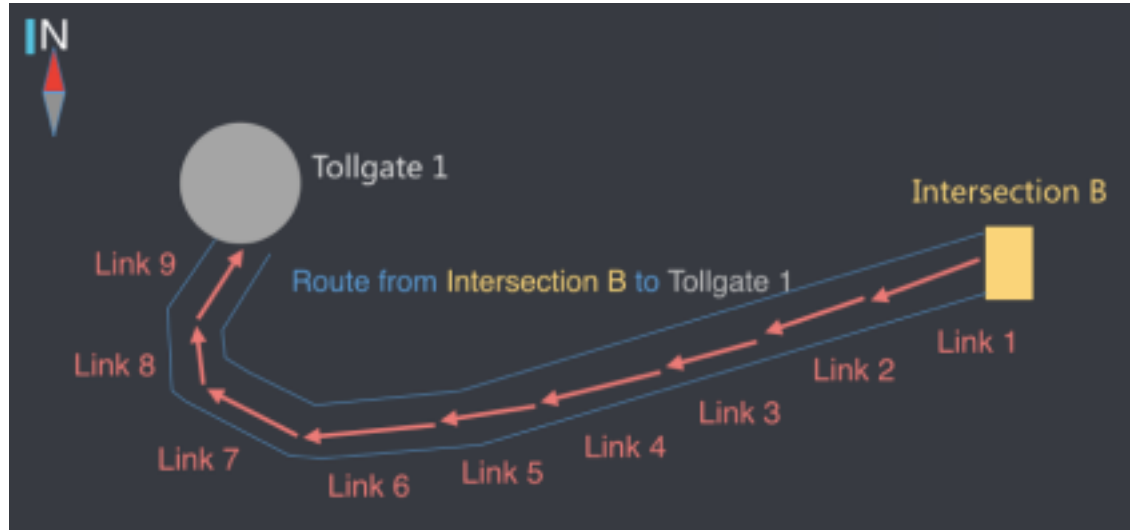 N
Tollgate 1
Intersection B
Link 9
Route from Intersection B to Tollgate 1
Link 1
Link 8
Link 2
Link 3
Link 4
Link 7
Link 5
Link 6